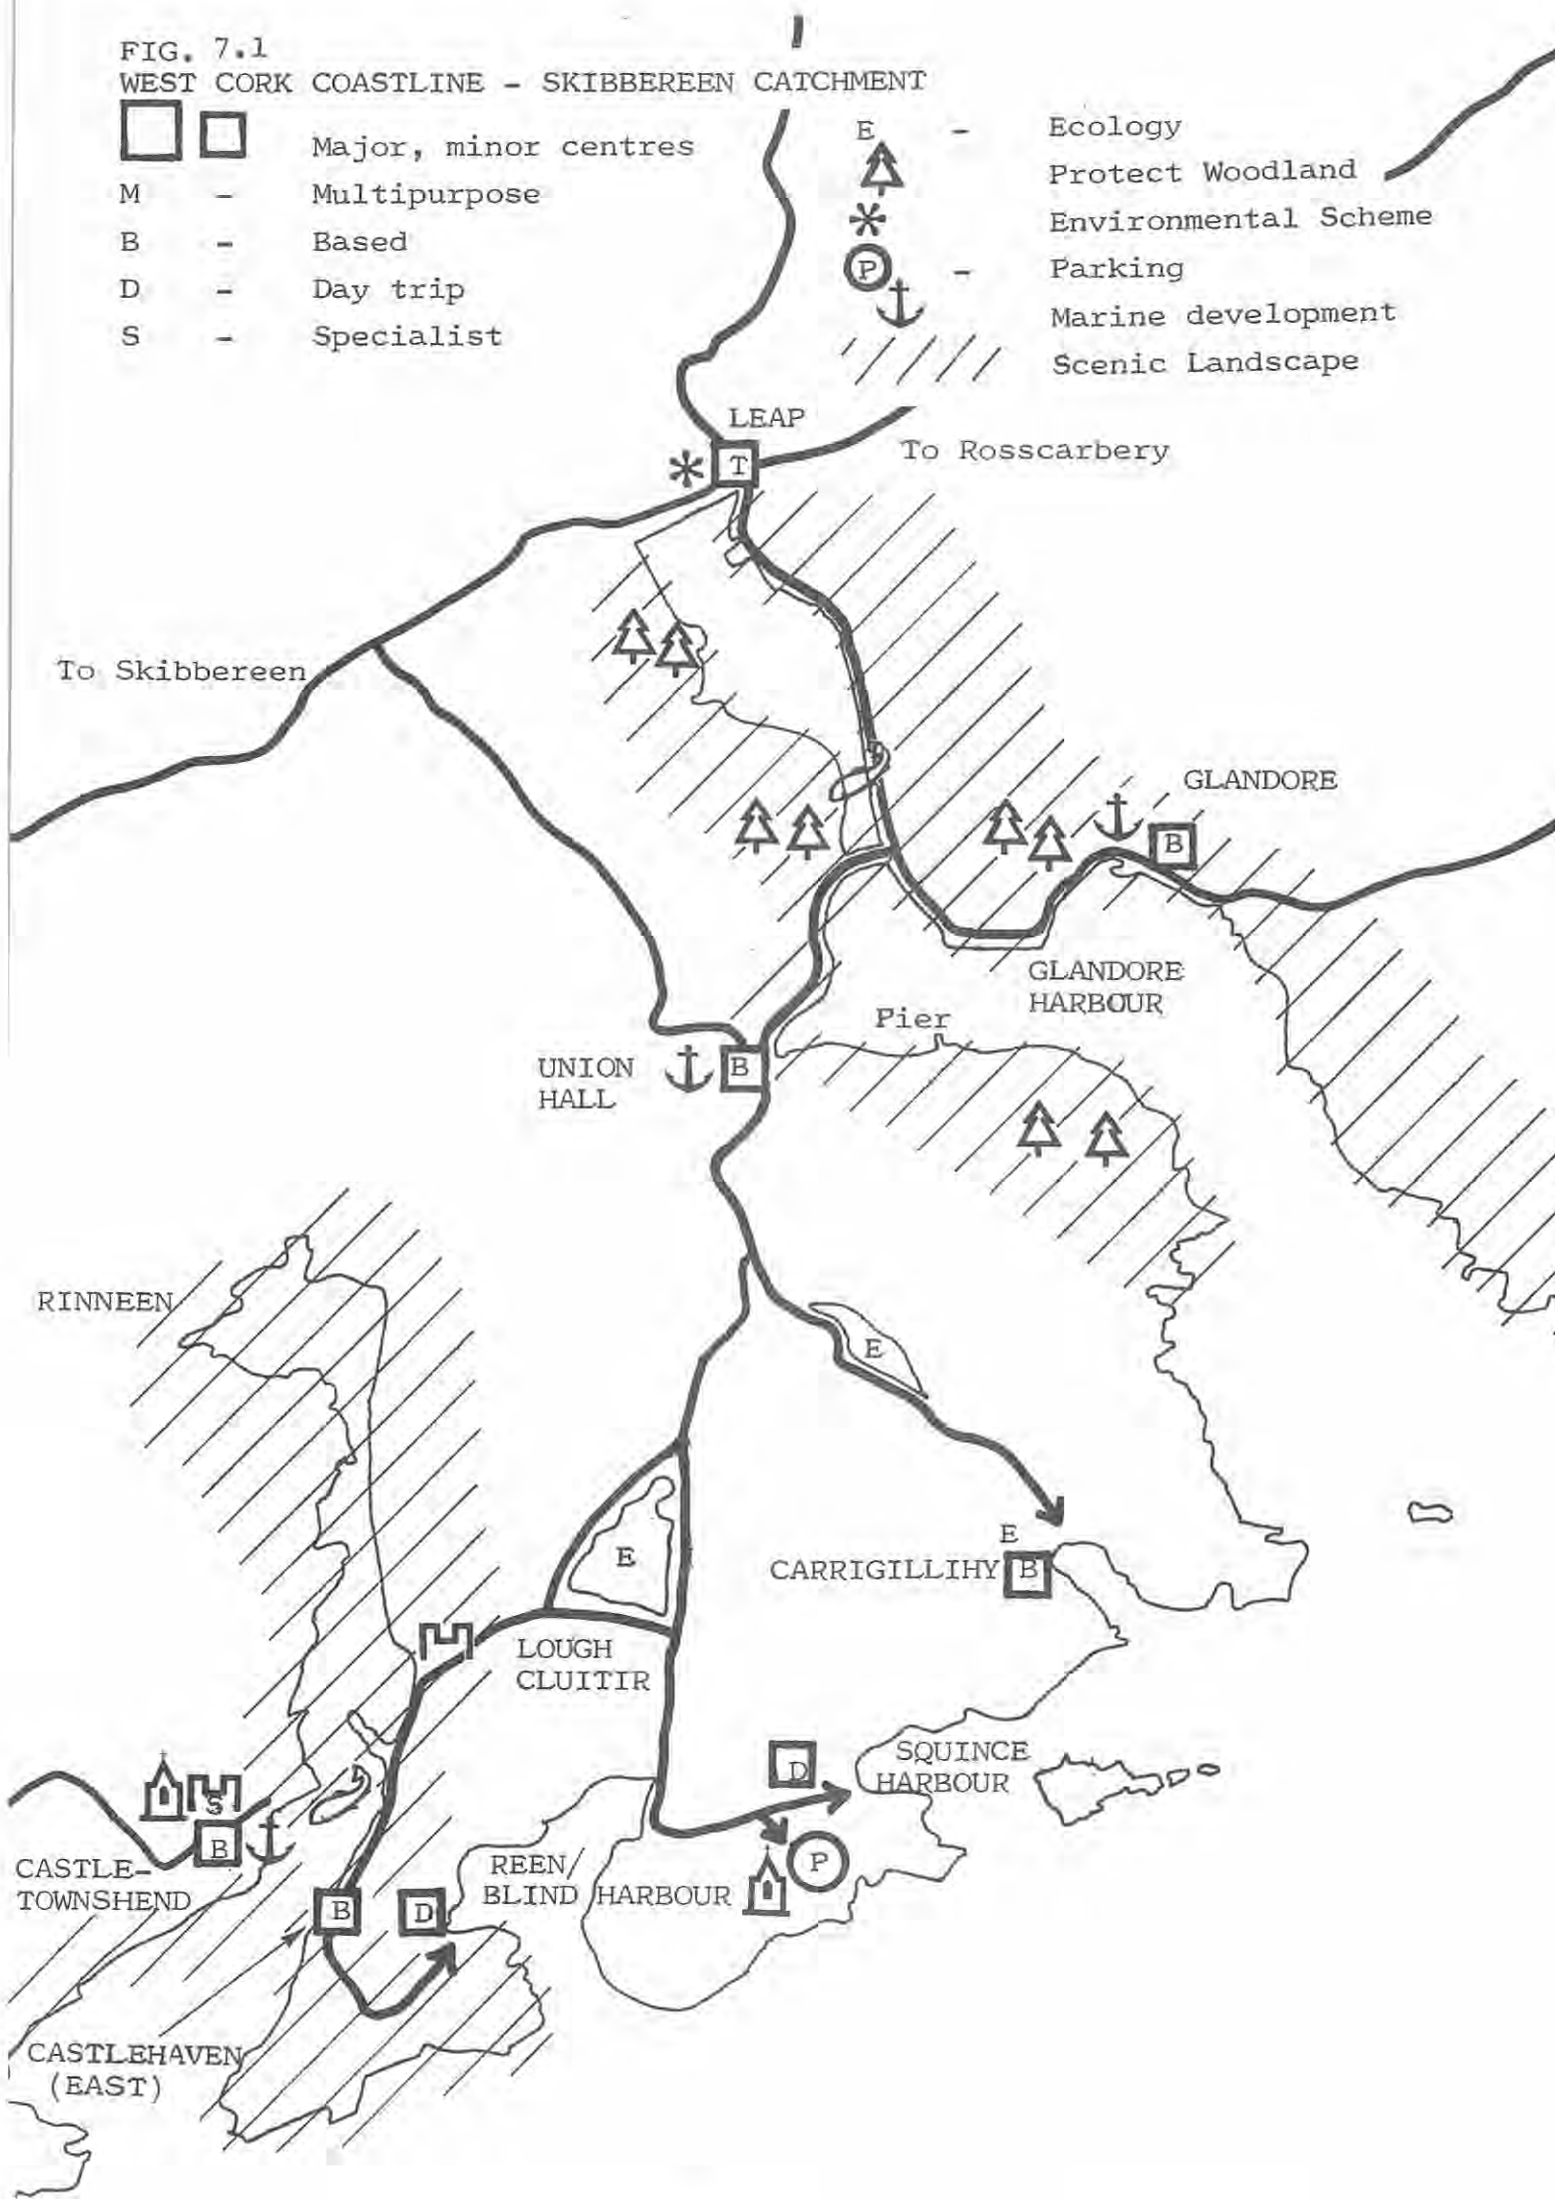 FIG. 7.1
WEST CORK COASTLINE - SKIBBEREEN CATCHMENT
Major, minor centres
M - Multipurpose
B - Based
D - Day trip
S - Specialist
E - Ecology
Protect Woodland
Environmental Scheme
P - Parking
Marine development
Scenic Landscape
LEAP
T
To Rosscarbery
To Skibbereen
GLANDORE
B
GLANDORE
HARBOUR
Pier
UNION
HALL
B
RINNEEN
E
E
E
CARRIGILLIHY B
LOUGH
CLUITIR
D
SQUINCE
HARBOUR
S
B
CASTLE-
TOWNSHEND
REEN/
BLIND HARBOUR
P
B
D
CASTLEHAVEN
(EAST)